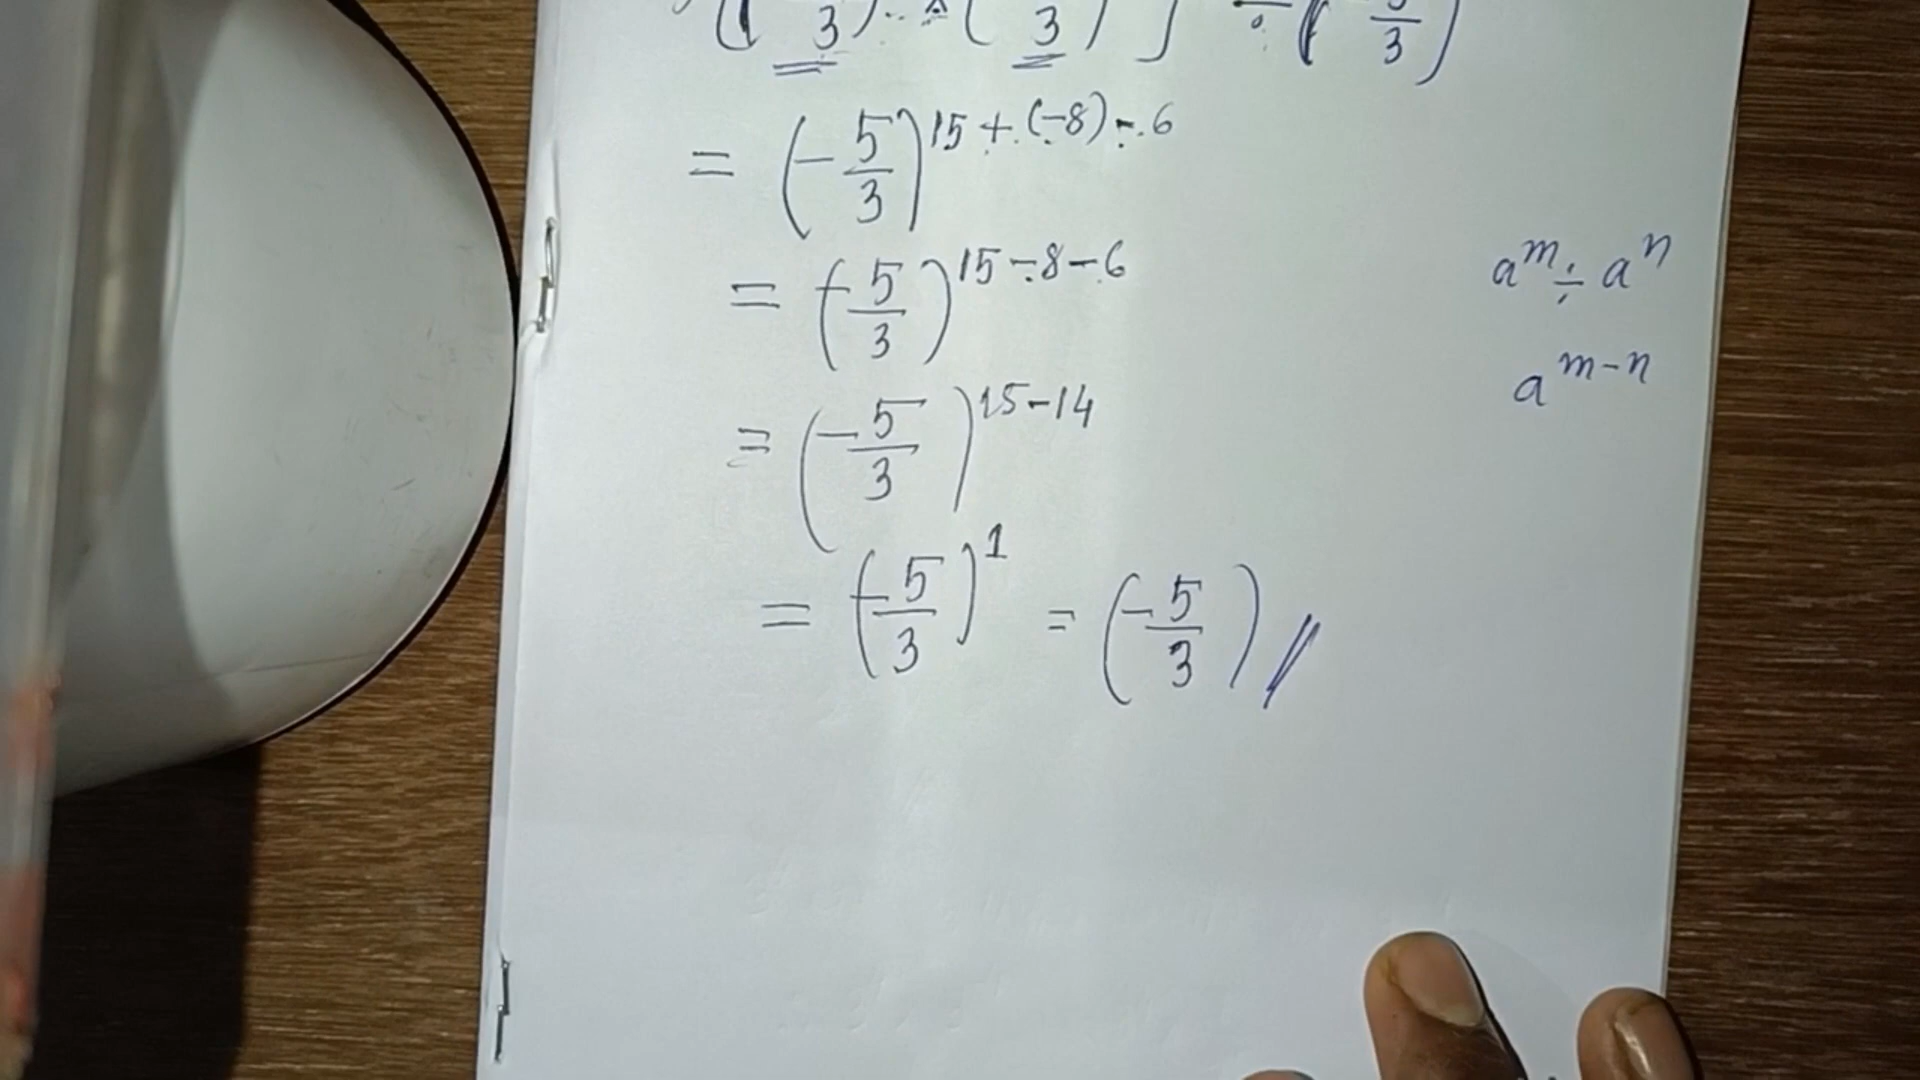 = (-5/3)^15 + (-8) - 6
= (-5/3)^15 - 8 - 6
a^m ÷ a^n
a^m-n
= (-5/3)^15-14
= (-5/3)^1 = (-5/3)